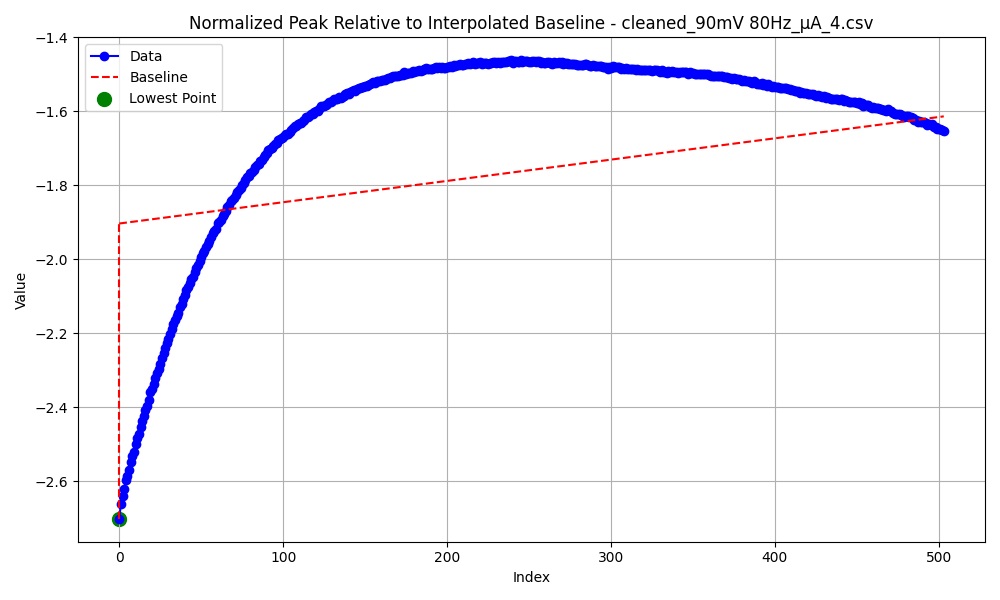 Normalized Peak Relative to Interpolated Baseline - cleaned_90mV 80Hz_µA_4.csv
Data
Baseline
Lowest Point
−1.4
−1.6
−1.8
−2.0
−2.2
−2.4
−2.6
Value
0 100 200 300 400 500
Index